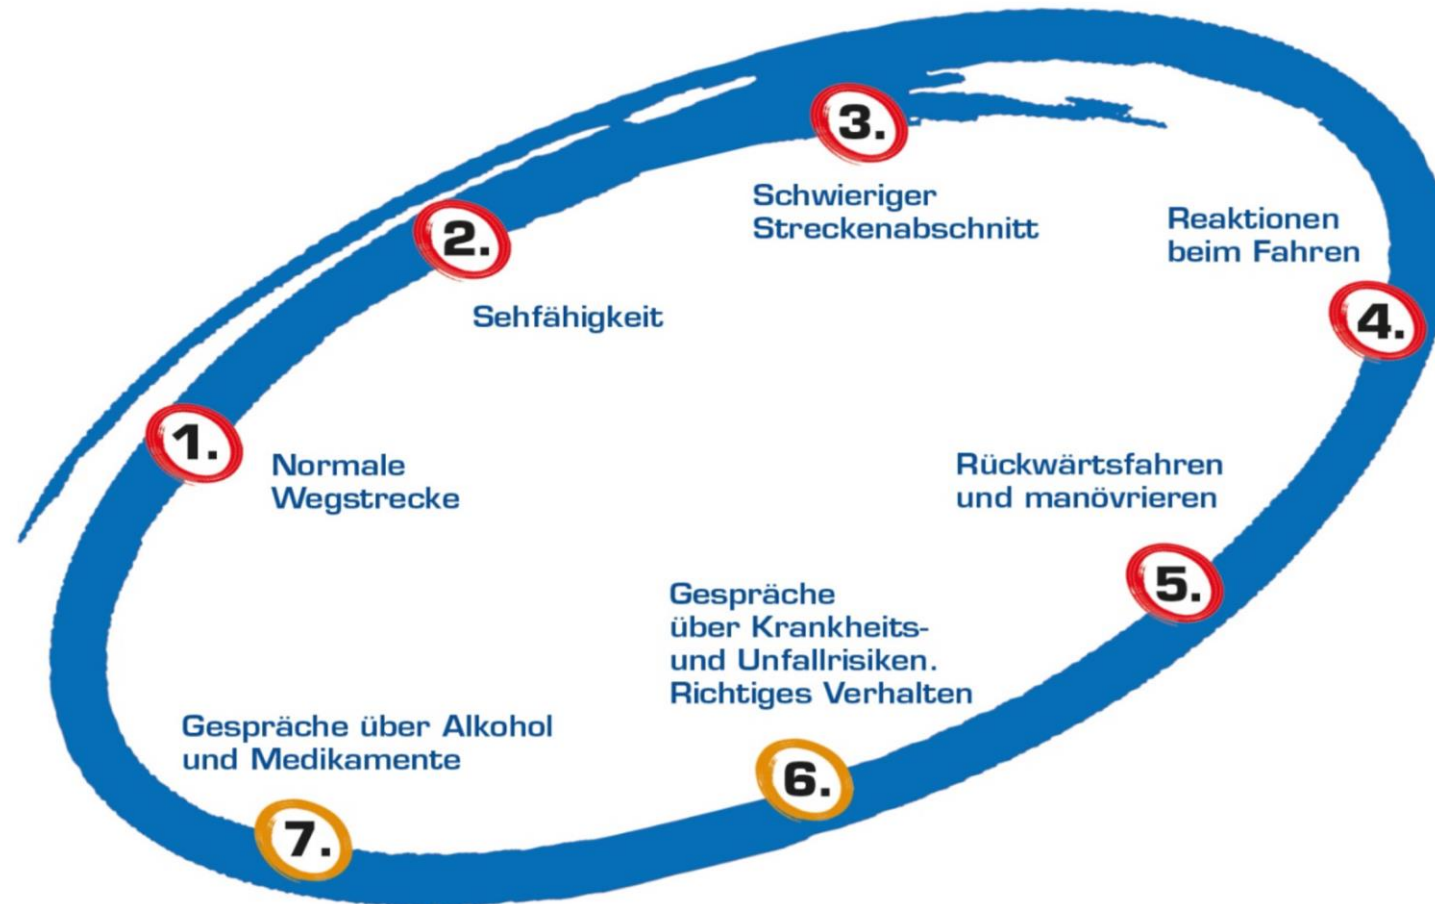 1.
Normale
Wegstrecke
2.
Sehfähigkeit
3.
Schwieriger
Streckenabschnitt
4.
Reaktionen
beim Fahren
5.
Rückwärtsfahren
und manövrieren
6.
Gespräche
über Krankheits-
und Unfallrisiken.
Richtiges Verhalten
7.
Gespräche über Alkohol
und Medikamente